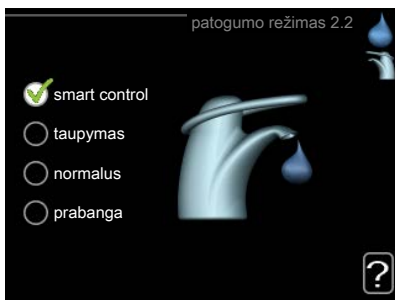 patogumo režimas 2.2
smart control
taupymas
normalus
prabanga
?